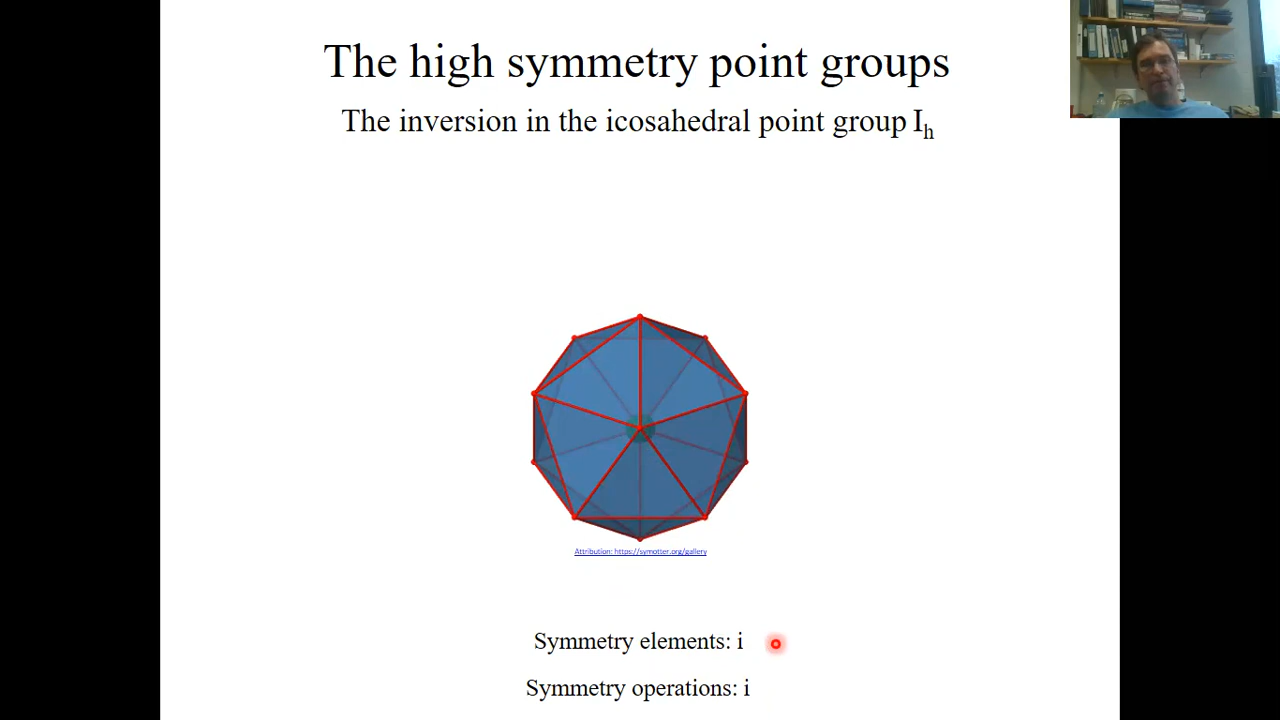 The high symmetry point groups
The inversion in the icosahedral point group Iₕ
Attribution: https://symotter.org/gallery
Symmetry elements: i
Symmetry operations: i